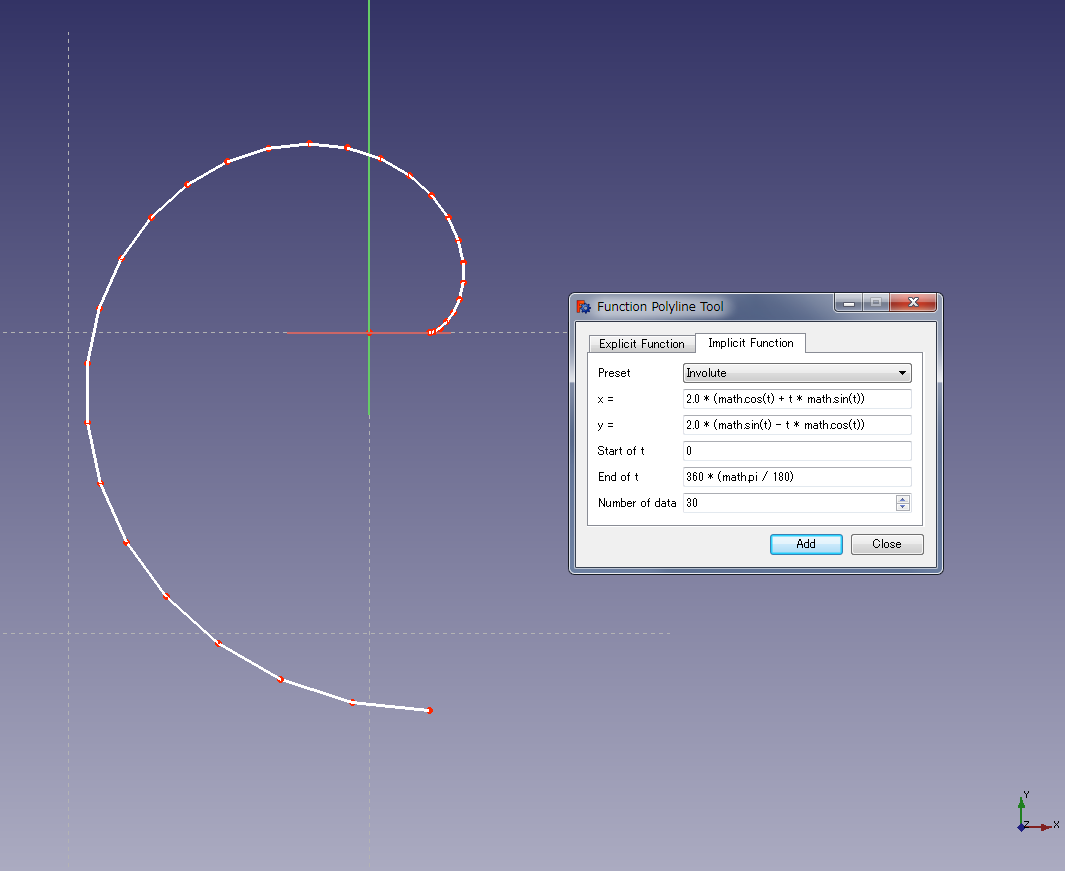 Function Polyline Tool
Explicit Function
Implicit Function
Preset
Involute
x =
2.0 * (math.cos(t) + t * math.sin(t))
y =
2.0 * (math.sin(t) - t * math.cos(t))
Start of t
0
End of t
360 * (math.pi / 180)
Number of data
30
Add
Close
Y
Z
X